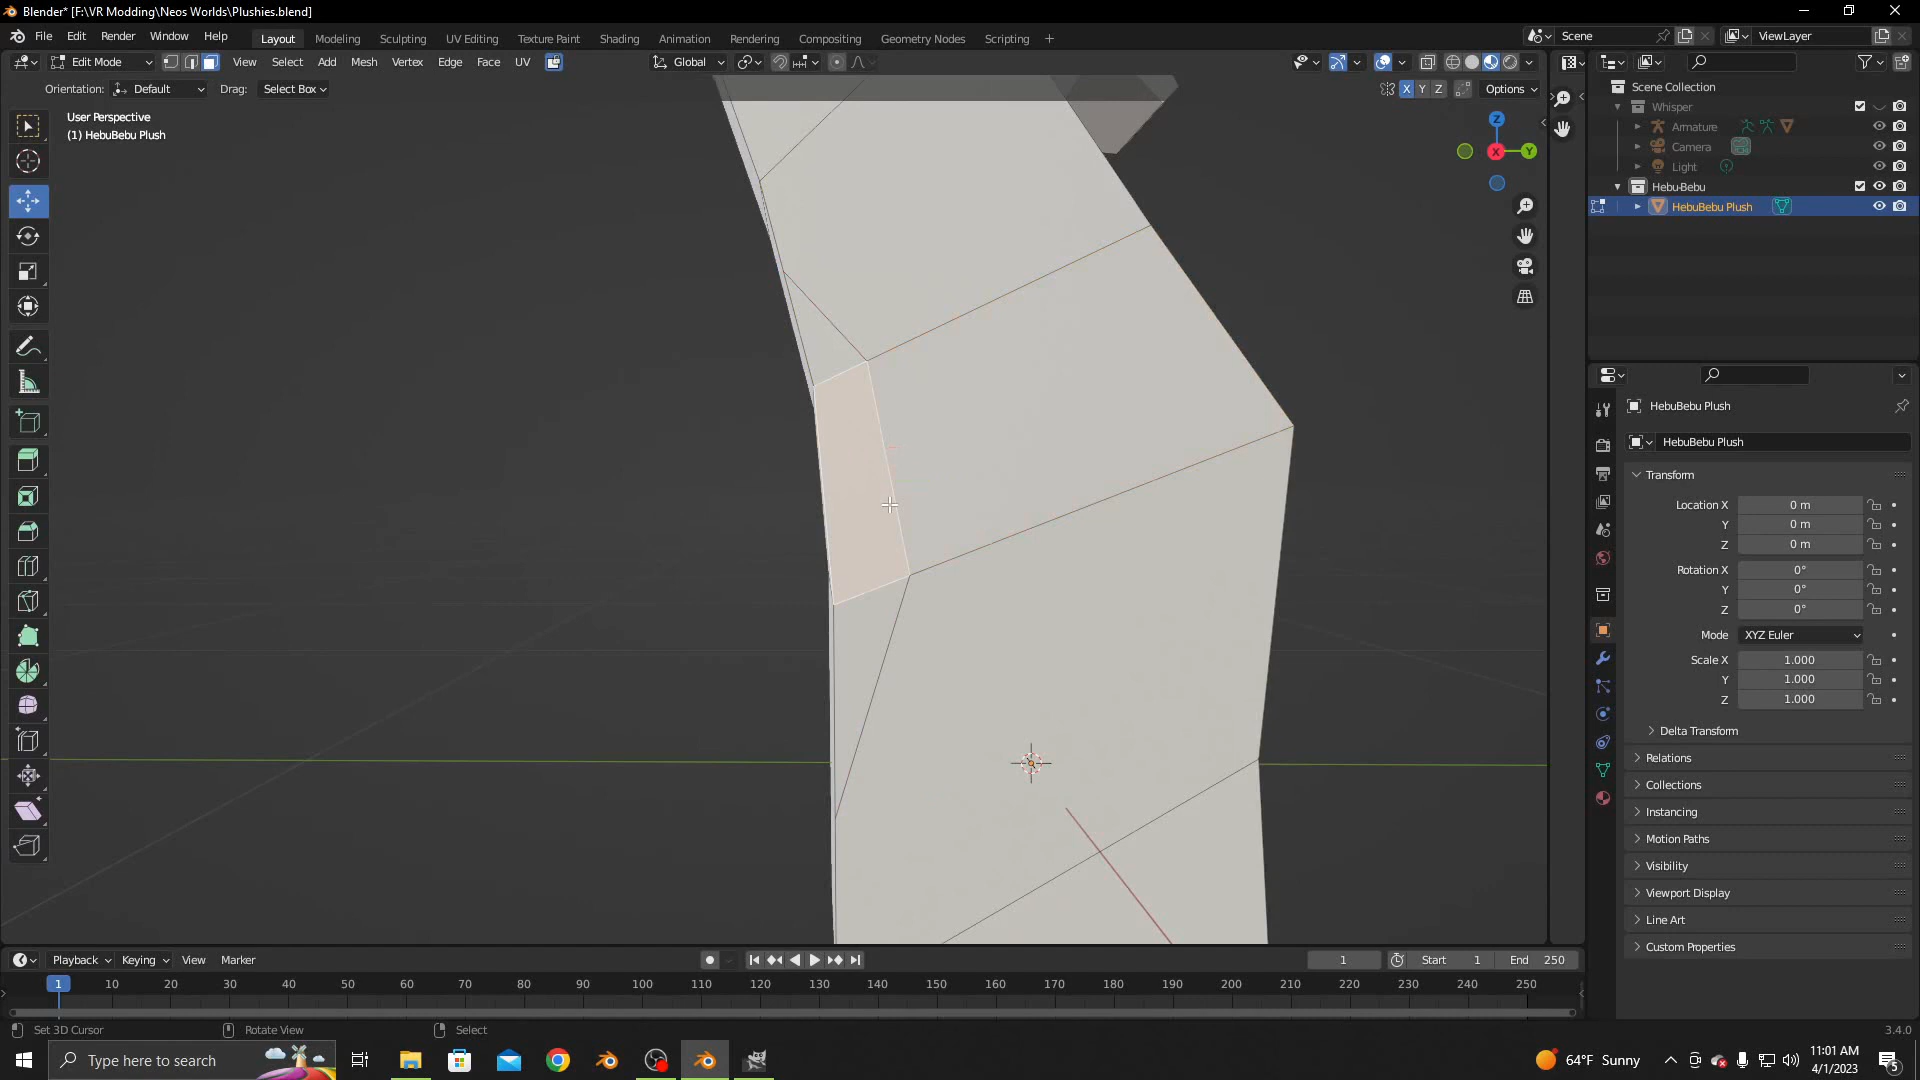 Blender* [F:\VR Modding\Neos Worlds\Plushies.blend]
File Edit Render Window Help Layout Modeling Sculpting UV Editing Texture Paint Shading Animation Rendering Compositing Geometry Nodes Scripting + Scene ViewLayer
Edit Mode View Select Add Mesh Vertex Edge Face UV Global
Orientation: Default Drag: Select Box X Y Z Options
User Perspective
(1) HebuBebu Plush
Z
X
Y
Scene Collection
Whisper
Armature
Camera
Light
Hebu-Bebu
HebuBebu Plush
HebuBebu Plush
HebuBebu Plush
Transform
Location X 0 m
Y 0 m
Z 0 m
Rotation X 0°
Y 0°
Z 0°
Mode XYZ Euler
Scale X 1.000
Y 1.000
Z 1.000
Delta Transform
Relations
Collections
Instancing
Motion Paths
Visibility
Viewport Display
Line Art
Custom Properties
Playback Keying View Marker 1 Start 1 End 250
1 10 20 30 40 50 60 70 80 90 100 110 120 130 140 150 160 170 180 190 200 210 220 230 240 250
Set 3D Cursor Rotate View Select 3.4.0
Type here to search 64°F Sunny 11:01 AM
4/1/2023 5